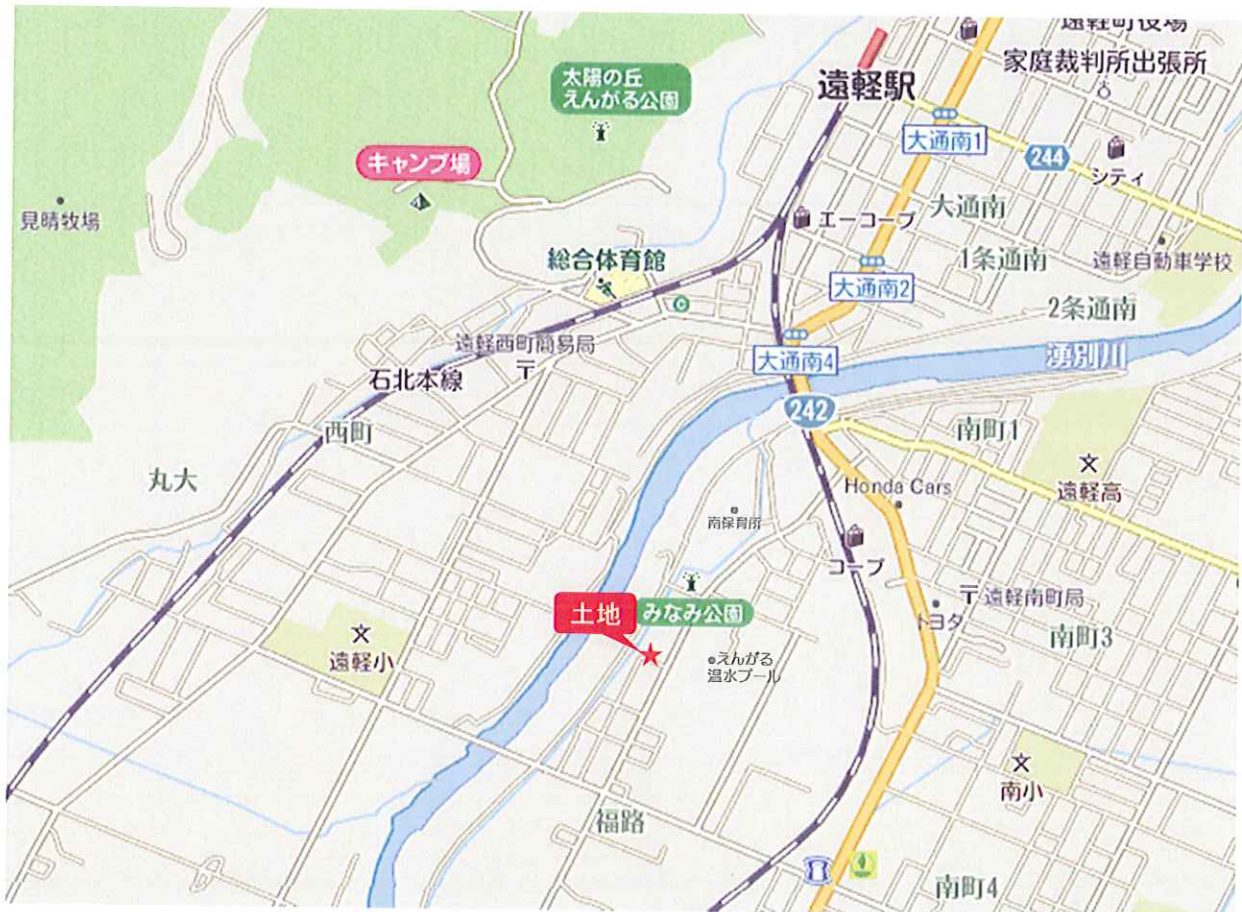 遠軽町役場
家庭裁判所出張所
太陽の丘
えんがる公園
遠軽駅
大通南1
244
シティ
キャンプ場
見晴牧場
エーコープ
大通南
1条通南
遠軽自動車学校
総合体育館
大通南2
2条通南
遠軽西町簡易局
〒
大通南4
湧別川
石北本線
242
西町
南町1
丸大
遠軽高
Honda Cars
南保育所
コープ
土地
みなみ公園
〒遠軽南町局
トヨタ
南町3
遠軽小
えんがる
温水プール
南小
福路
南町4